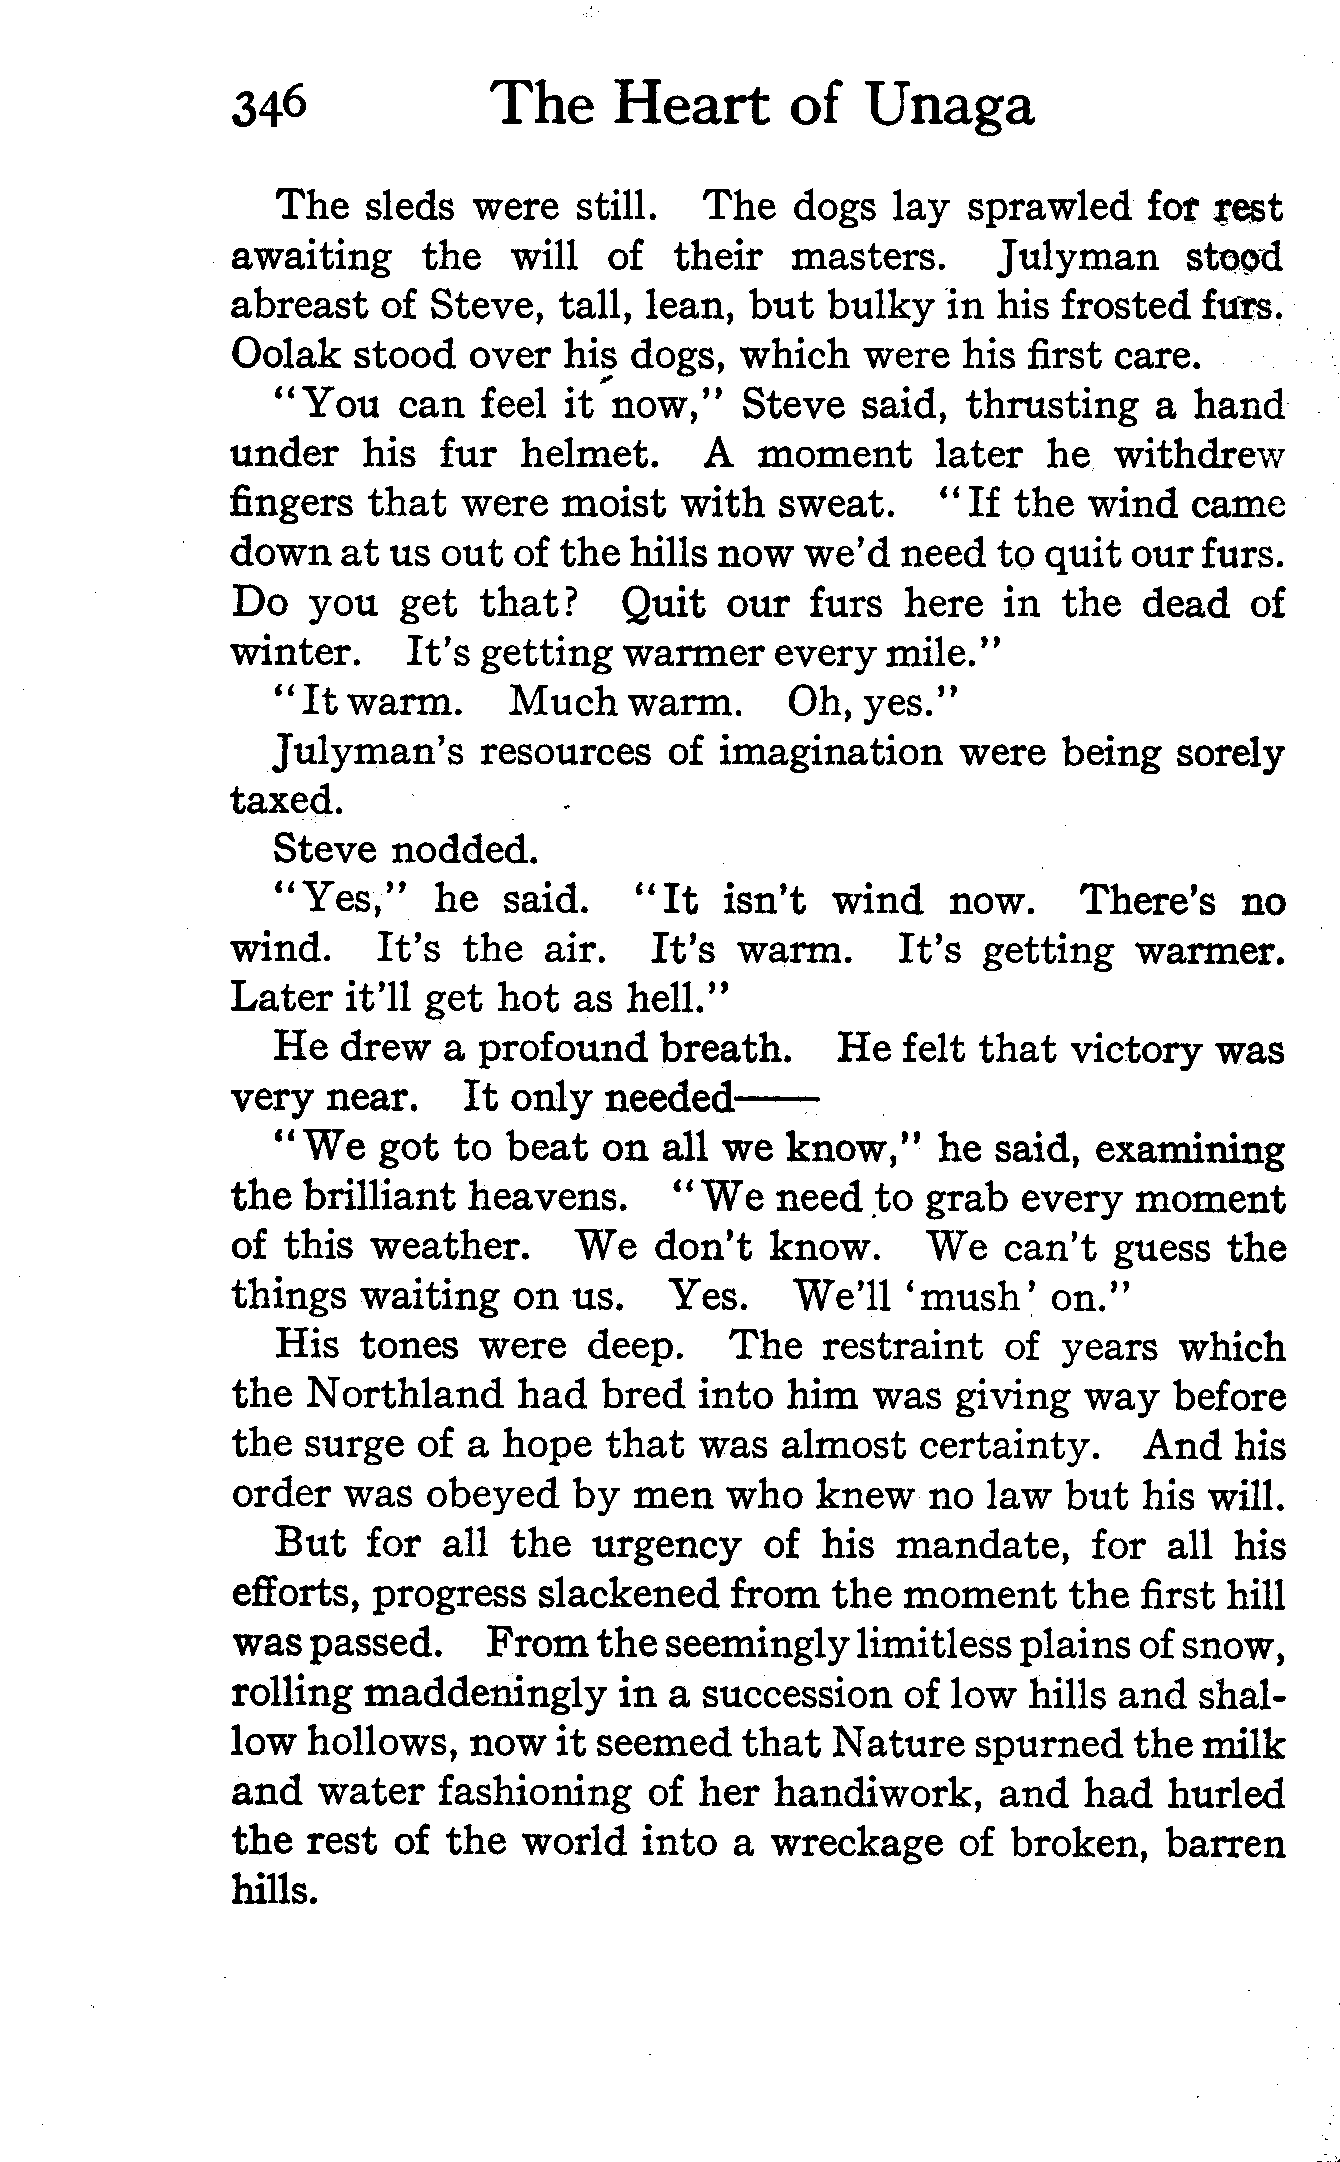 346 The Heart of Unaga
The sleds were still. The dogs lay sprawled for rest
awaiting the will of their masters. Julyman stood
abreast of Steve, tall, lean, but bulky in his frosted furs.
Oolak stood over his dogs, which were his first care.
"You can feel it now," Steve said, thrusting a hand
under his fur helmet. A moment later he withdrew
fingers that were moist with sweat. "If the wind came
down at us out of the hills now we'd need to quit our furs.
Do you get that? Quit our furs here in the dead of
winter. It's getting warmer every mile."
"It warm. Much warm. Oh, yes."
Julyman's resources of imagination were being sorely
taxed.
Steve nodded.
"Yes," he said. "It isn't wind now. There's no
wind. It's the air. It's warm. It's getting warmer.
Later it'll get hot as hell."
He drew a profound breath. He felt that victory was
very near. It only needed——
"We got to beat on all we know," he said, examining
the brilliant heavens. "We need to grab every moment
of this weather. We don't know. We can't guess the
things waiting on us. Yes. We'll 'mush' on."
His tones were deep. The restraint of years which
the Northland had bred into him was giving way before
the surge of a hope that was almost certainty. And his
order was obeyed by men who knew no law but his will.
But for all the urgency of his mandate, for all his
efforts, progress slackened from the moment the first hill
was passed. From the seemingly limitless plains of snow,
rolling maddeningly in a succession of low hills and shal-
low hollows, now it seemed that Nature spurned the milk
and water fashioning of her handiwork, and had hurled
the rest of the world into a wreckage of broken, barren
hills.